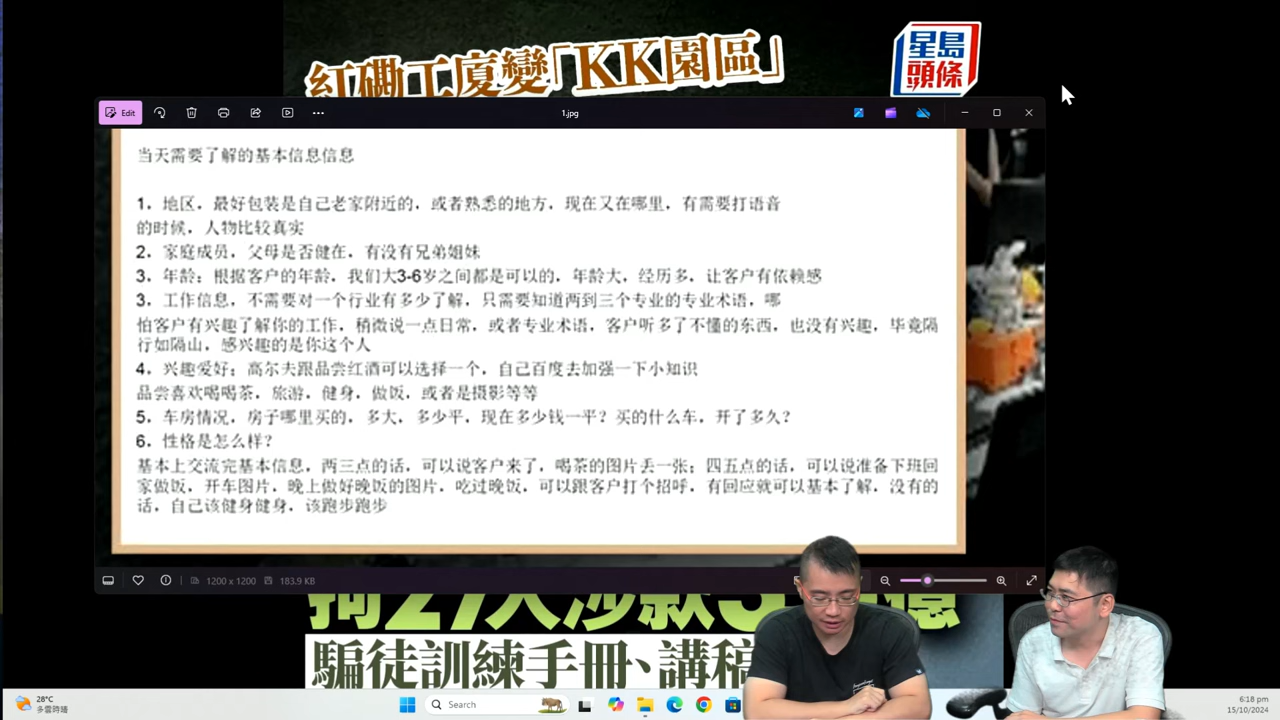 紅磡工廈變「KK園區」
星島
頭條
Edit
1.jpg
当天需要了解的基本信息信息
1．地区，最好包装是自己老家附近的，或者熟悉的地方，现在又在哪里，有需要打语音
的时候，人物比较真实
2．家庭成员，父母是否健在，有没有兄弟姐妹
3．年龄：根据客户的年龄，我们大3-6岁之间都是可以的，年龄大，经历多，让客户有依赖感
3．工作信息，不需要对一个行业有多少了解，只需要知道两到三个专业的专业术语，哪
怕客户有兴趣了解你的工作，稍微说一点日常，或者专业术语，客户听多了不懂的东西，也没有兴趣，毕竟隔
行如隔山，感兴趣的是你这个人
4．兴趣爱好：高尔夫跟品尝红酒可以选择一个，自己百度去加强一下小知识
品尝喜欢喝喝茶，旅游，健身，做饭，或者是摄影等等
5．车房情况，房子哪里买的，多大，多少平，现在多少钱一平？买的什么车，开了多久？
6．性格是怎么样？
基本上交流完基本信息，两三点的话，可以说客户来了，喝茶的图片丢一张；四五点的话，可以说准备下班回
家做饭，开车图片，晚上做好晚饭的图片，吃过晚饭，可以跟客户打个招呼，有回应就可以基本了解，没有的
话，自己该健身健身，该跑步跑步
1200 x 1200
183.9 KB
拘27人涉款3
億
騙徒訓練手冊、講稿
28°C
多雲時晴
Search
6:18 pm
15/10/2024